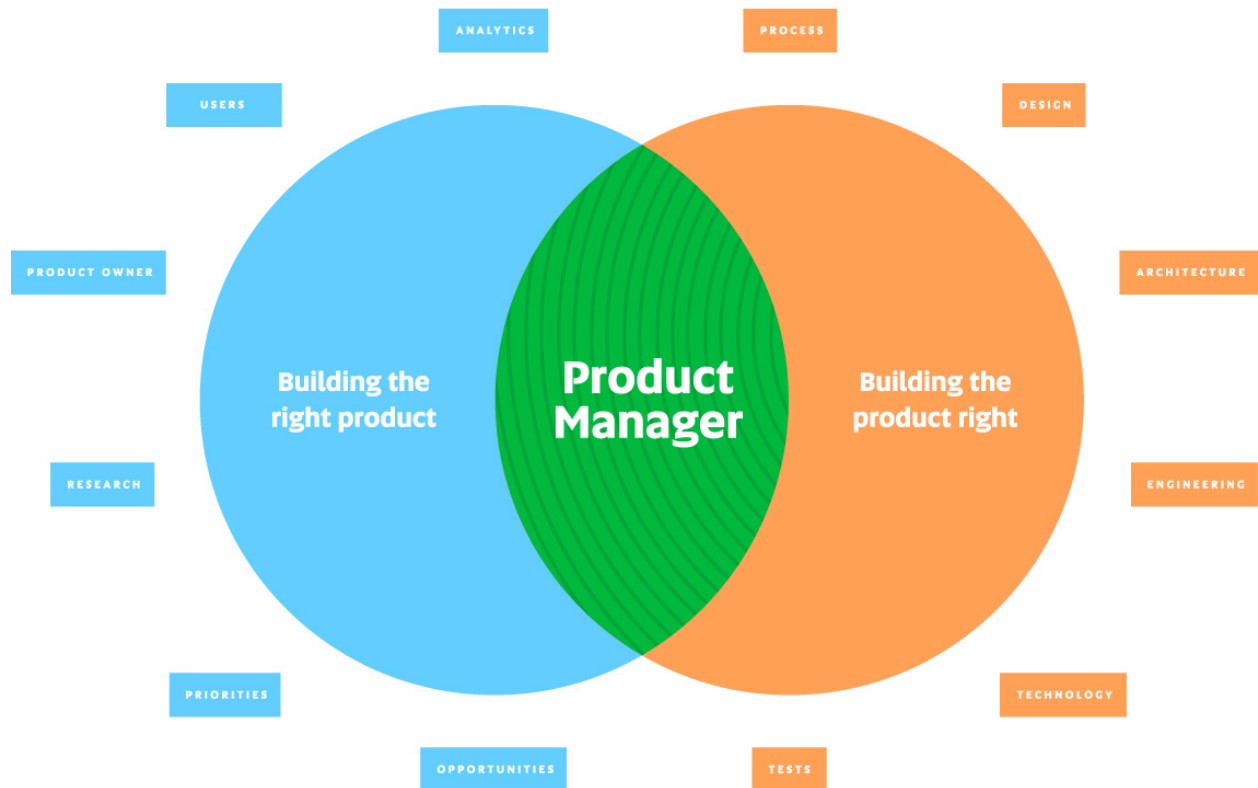 ANALYTICS
PROCESS
USERS
DESIGN
PRODUCT OWNER
ARCHITECTURE
Building the
right product
Product
Manager
Building the
product right
RESEARCH
ENGINEERING
PRIORITIES
TECHNOLOGY
OPPORTUNITIES
TESTS